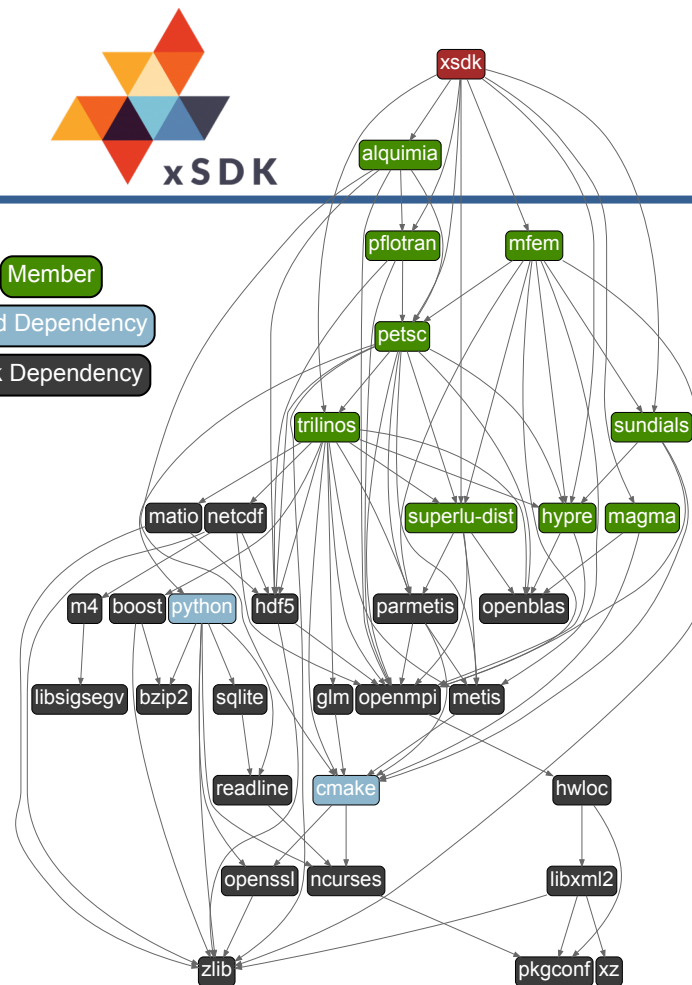 xSDK
xsdk
alquimia
pflotran mfem
Member
d Dependency
petsc
k Dependency
trilinos sundials
matio netcdf superlu-dist hypre magma
m4 boost python hdf5 parmetis openblas
libsigsegv bzip2 sqlite glm openmpi metis
readline cmake hwloc
openssl ncurses libxml2
zlib pkgconf xz